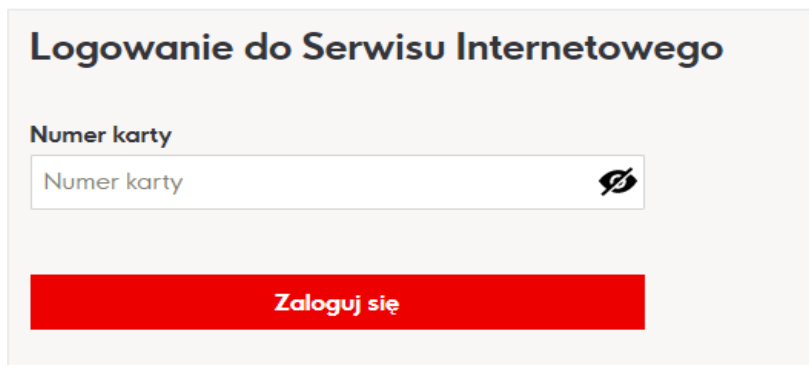 Logowanie do Serwisu Internetowego
Numer karty
Numer karty
Zaloguj się